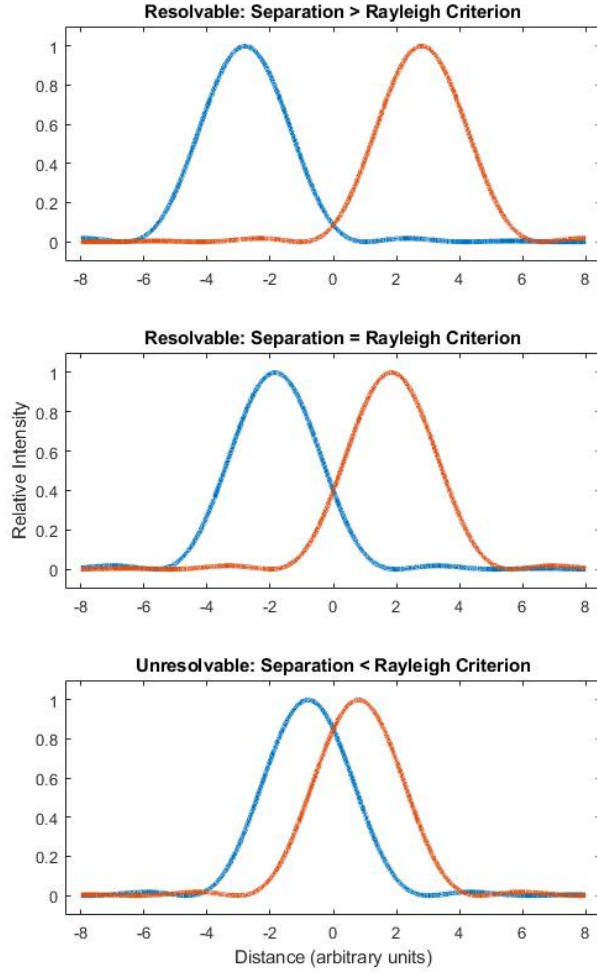 Resolvable: Separation > Rayleigh Criterion
1
0.8
0.6
0.4
0.2
0
-8 -6 -4 -2 0 2 4 6 8
Resolvable: Separation = Rayleigh Criterion
Relative Intensity
1
0.8
0.6
0.4
0.2
0
-8 -6 -4 -2 0 2 4 6 8
Unresolvable: Separation < Rayleigh Criterion
1
0.8
0.6
0.4
0.2
0
-8 -6 -4 -2 0 2 4 6 8
Distance (arbitrary units)